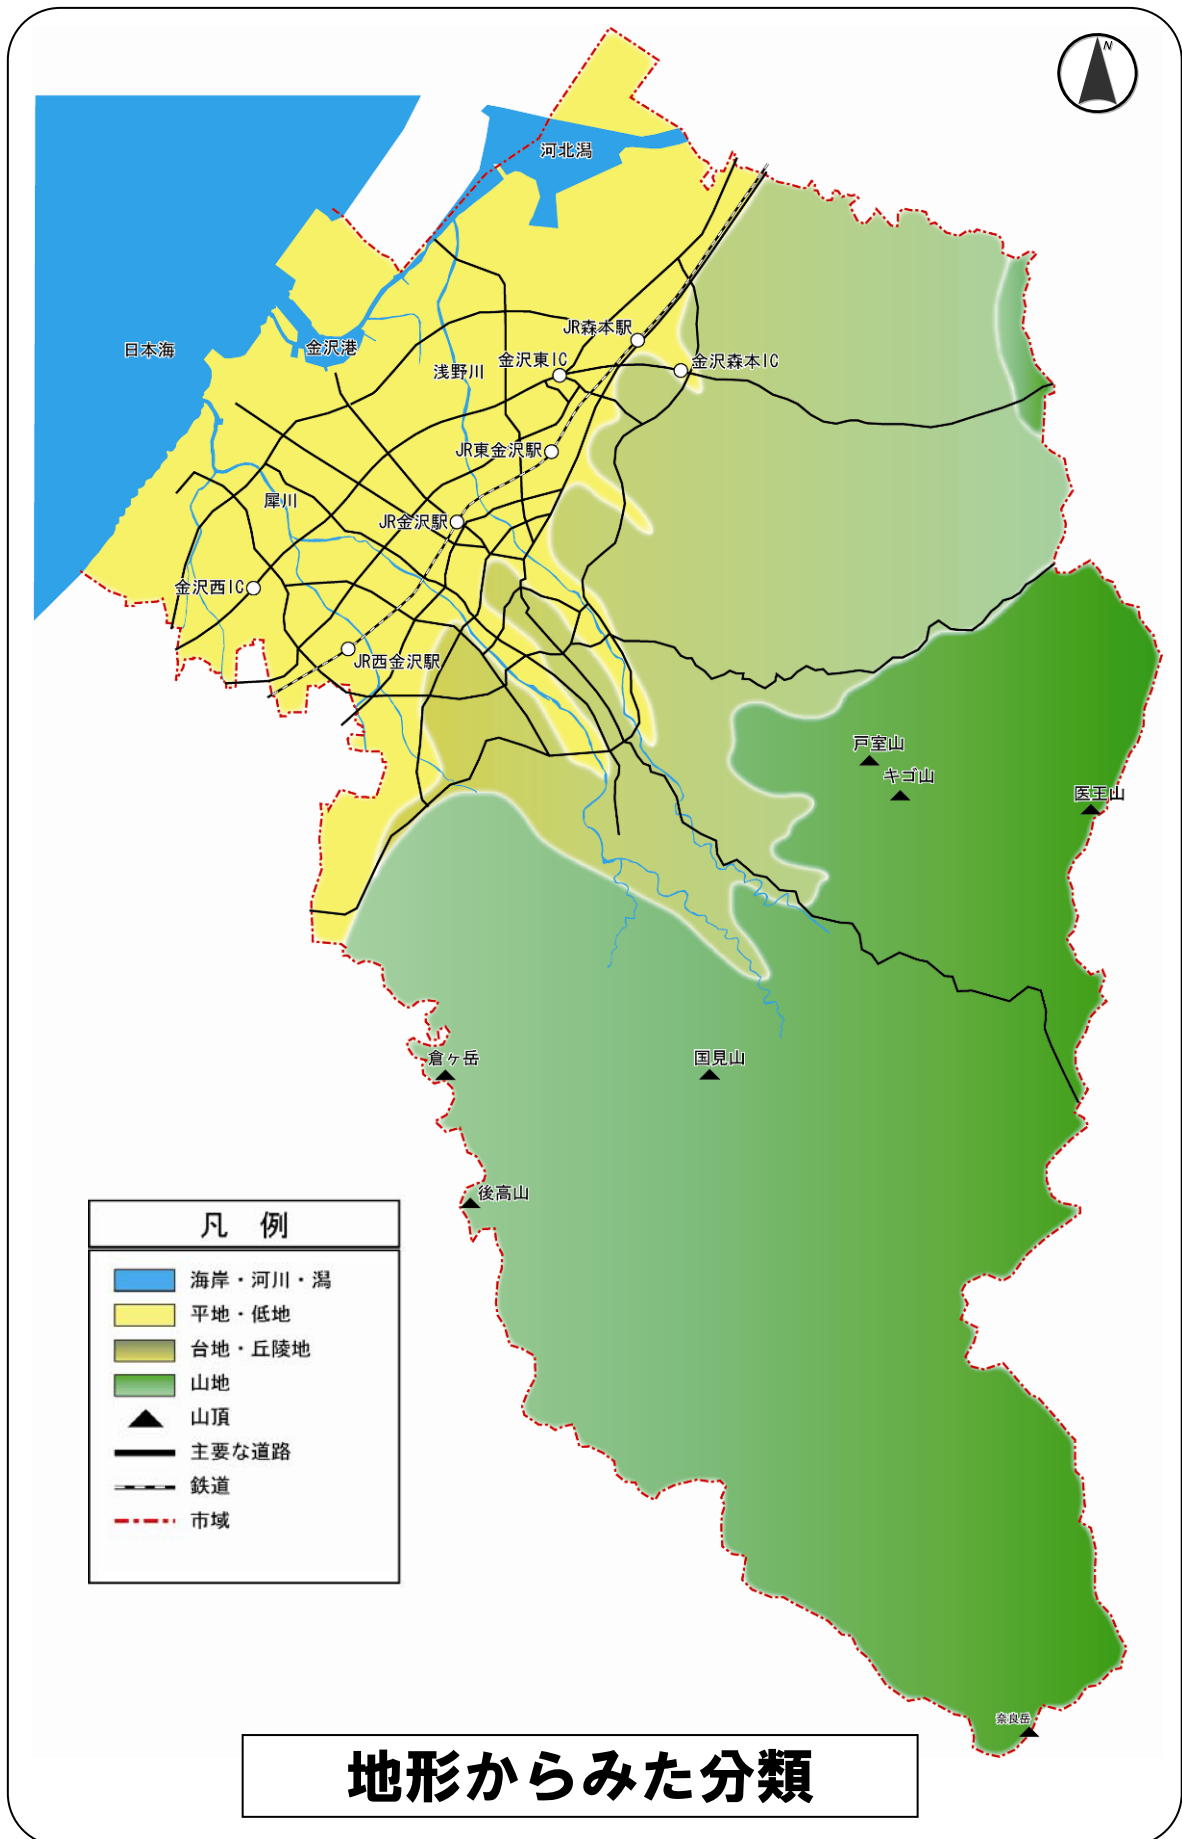 N
河北潟
日本海
金沢港
JR森本駅
金沢東IC
金沢森本IC
浅野川
JR東金沢駅
犀川
JR金沢駅
金沢西IC
JR西金沢駅
戸室山
キゴ山
医王山
倉ヶ岳
国見山
後高山
凡 例
海岸・河川・潟
平地・低地
台地・丘陵地
山地
山頂
主要な道路
鉄道
市域
奈良岳
地形からみた分類